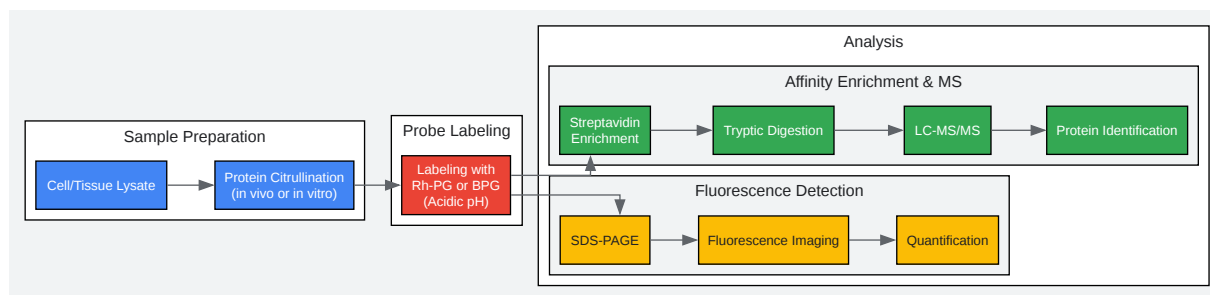 Sample Preparation
Cell/Tissue Lysate
Protein Citrullination
(in vivo or in vitro)
Probe Labeling
Labeling with
Rh-PG or BPG
(Acidic pH)
Analysis
Affinity Enrichment & MS
Streptavidin
Enrichment
Tryptic Digestion
LC-MS/MS
Protein Identification
Fluorescence Detection
SDS-PAGE
Fluorescence Imaging
Quantification